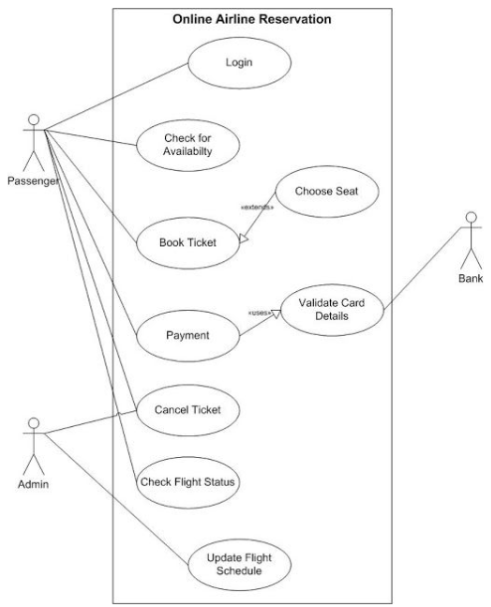 Online Airline Reservation
Login
Check for
Availabilty
Passenger
Choose Seat
«extends»
Book Ticket
Bank
Validate Card
Details
«uses»
Payment
Cancel Ticket
Admin
Check Flight Status
Update Flight
Schedule